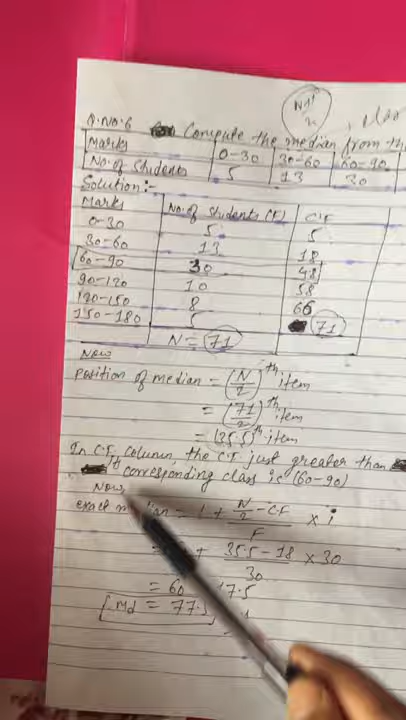 N+1
Q.No.6 Compute the median from the
Marks 0-30 30-60 60-90
No. of students 5 13 30
Solution:-
Marks No. of students (F) C.F
0-30 5 5
30-60 13 18
60-90 30 48
90-120 10 58
120-150 8 66
150-180 5 71
N = 71
Now
position of median = (N/2)th item
= (71/2)th item
= (35.5)th item
In C.F. column, the C.F just greater than
It corresponding class is (60-90)
Now,
exact = l + N/2 - CF / F × i
+ 35.5 - 18 / 30 × 30
= 60 17.5
Md = 77.5